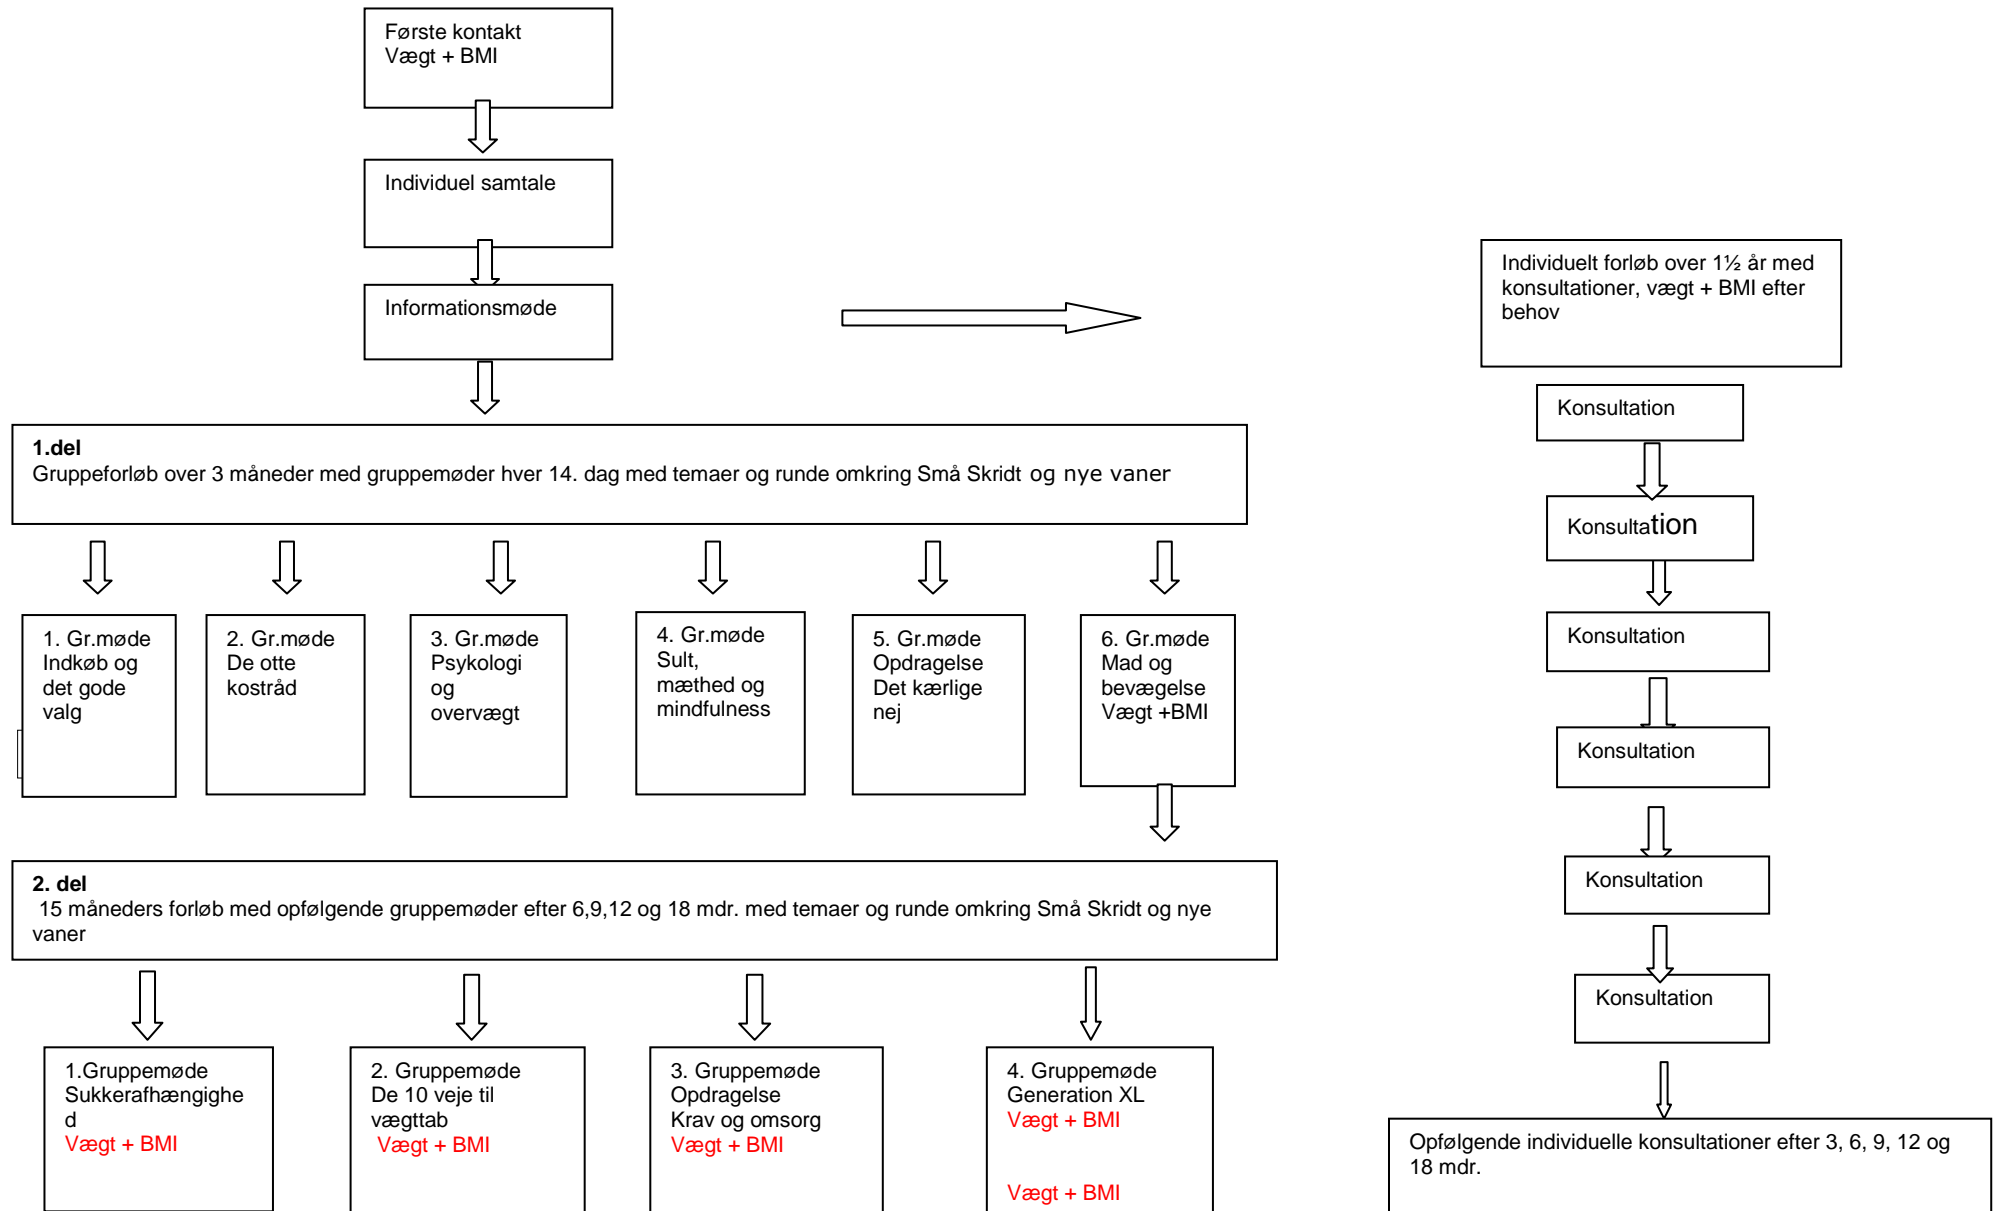 Første kontakt
Vægt + BMI
Individuel samtale
Informationsmøde
1.del
Gruppeforløb over 3 måneder med gruppemøder hver 14. dag med temaer og runde omkring Små Skridt og nye vaner
1. Gr.møde
Indkøb og
det gode
valg
2. Gr.møde
De otte
kostråd
3. Gr.møde
Psykologi
og
overvægt
4. Gr.møde
Sult,
mæthed og
mindfulness
5. Gr.møde
Opdragelse
Det kærlige
nej
6. Gr.møde
Mad og
bevægelse
Vægt +BMI
2. del
15 måneders forløb med opfølgende gruppemøder efter 6,9,12 og 18 mdr. med temaer og runde omkring Små Skridt og nye
vaner
1.Gruppemøde
Sukkerafhængighe
d
Vægt + BMI
2. Gruppemøde
De 10 veje til
vægttab
Vægt + BMI
3. Gruppemøde
Opdragelse
Krav og omsorg
Vægt + BMI
4. Gruppemøde
Generation XL
Vægt + BMI
Vægt + BMI
Individuelt forløb over 1½ år med
konsultationer, vægt + BMI efter
behov
Konsultation
Konsultation
Konsultation
Konsultation
Konsultation
Konsultation
Opfølgende individuelle konsultationer efter 3, 6, 9, 12 og
18 mdr.